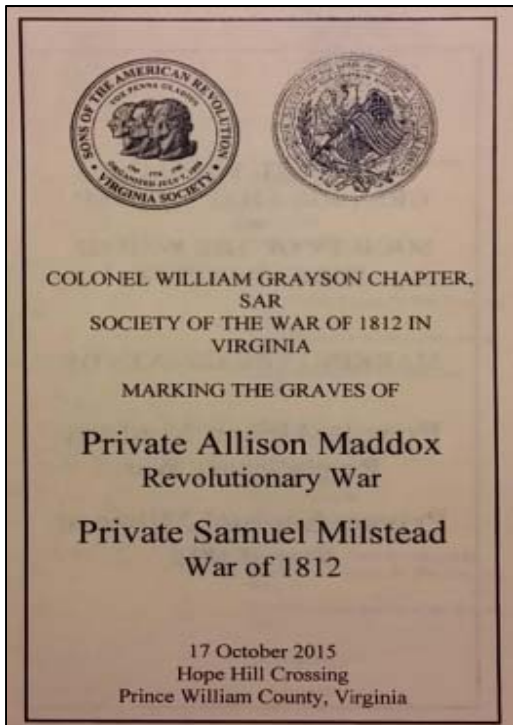 SONS OF THE AMERICAN REVOLUTION
VIRGINIA SOCIETY
COLONEL WILLIAM GRAYSON CHAPTER,
SAR
SOCIETY OF THE WAR OF 1812 IN
VIRGINIA
MARKING THE GRAVES OF
Private Allison Maddox
Revolutionary War
Private Samuel Milstead
War of 1812
17 October 2015
Hope Hill Crossing
Prince William County, Virginia